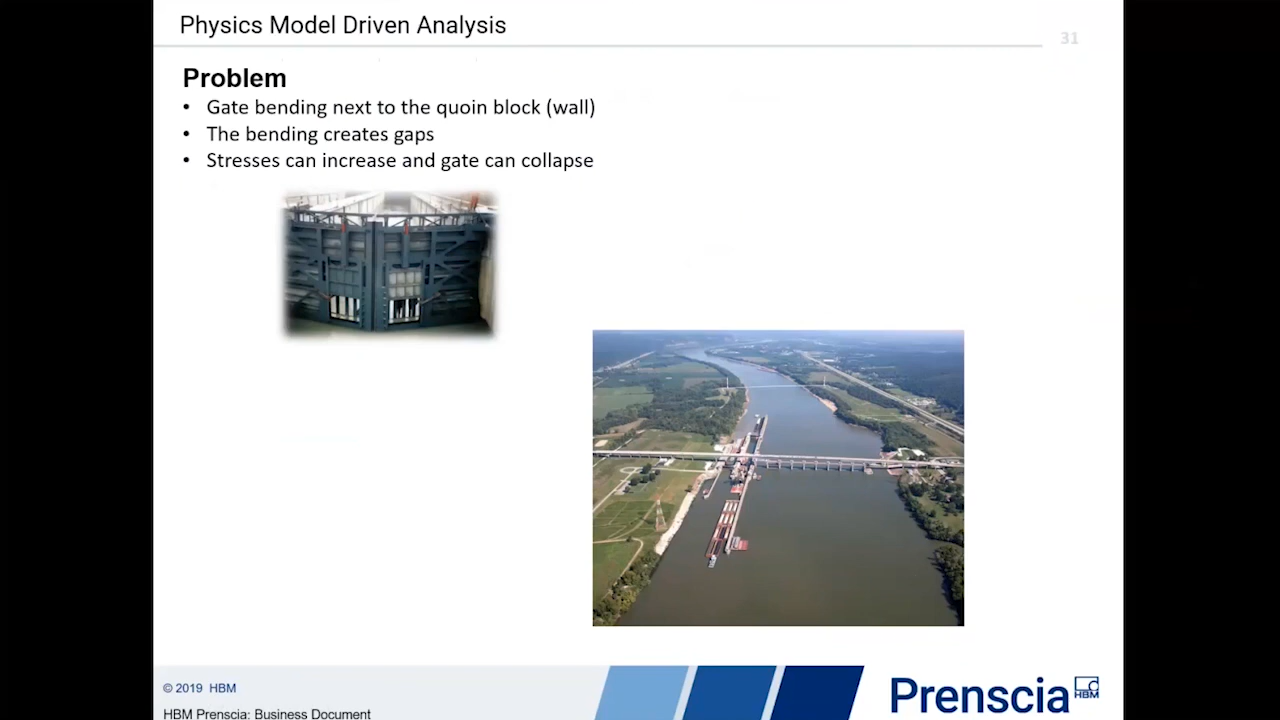 Physics Model Driven Analysis
31
Problem
• Gate bending next to the quoin block (wall)
• The bending creates gaps
• Stresses can increase and gate can collapse
© 2019 HBM
HBM Prenscia: Business Document
Prenscia
HBM